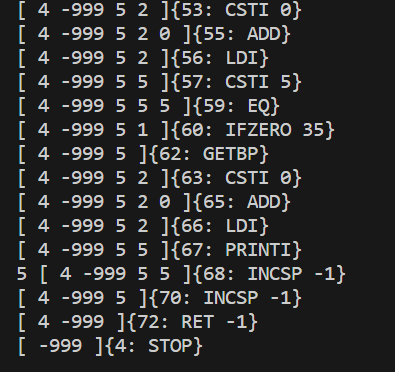 [ 4 -999 5 2 ]{53: CSTI 0}
[ 4 -999 5 2 0 ]{55: ADD}
[ 4 -999 5 2 ]{56: LDI}
[ 4 -999 5 5 ]{57: CSTI 5}
[ 4 -999 5 5 5 ]{59: EQ}
[ 4 -999 5 1 ]{60: IFZERO 35}
[ 4 -999 5 ]{62: GETBP}
[ 4 -999 5 2 ]{63: CSTI 0}
[ 4 -999 5 2 0 ]{65: ADD}
[ 4 -999 5 2 ]{66: LDI}
[ 4 -999 5 5 ]{67: PRINTI}
5 [ 4 -999 5 5 ]{68: INCSP -1}
[ 4 -999 5 ]{70: INCSP -1}
[ 4 -999 ]{72: RET -1}
[ -999 ]{4: STOP}